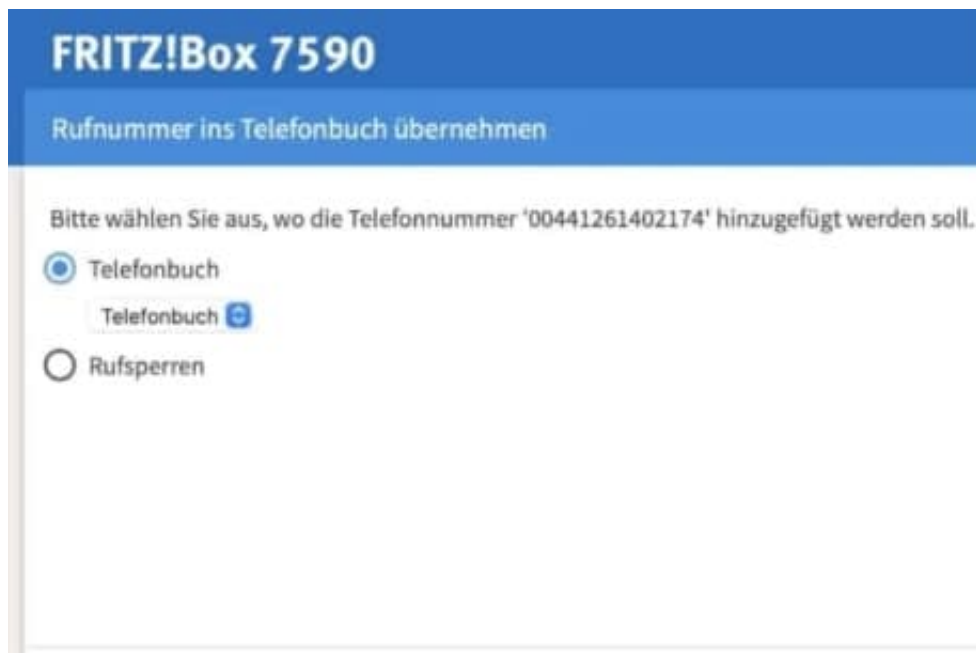 FRITZ!Box 7590
Rufnummer ins Telefonbuch übernehmen
Bitte wählen Sie aus, wo die Telefonnummer '00441261402174' hinzugefügt werden soll.
Telefonbuch
Telefonbuch
Rufsperren